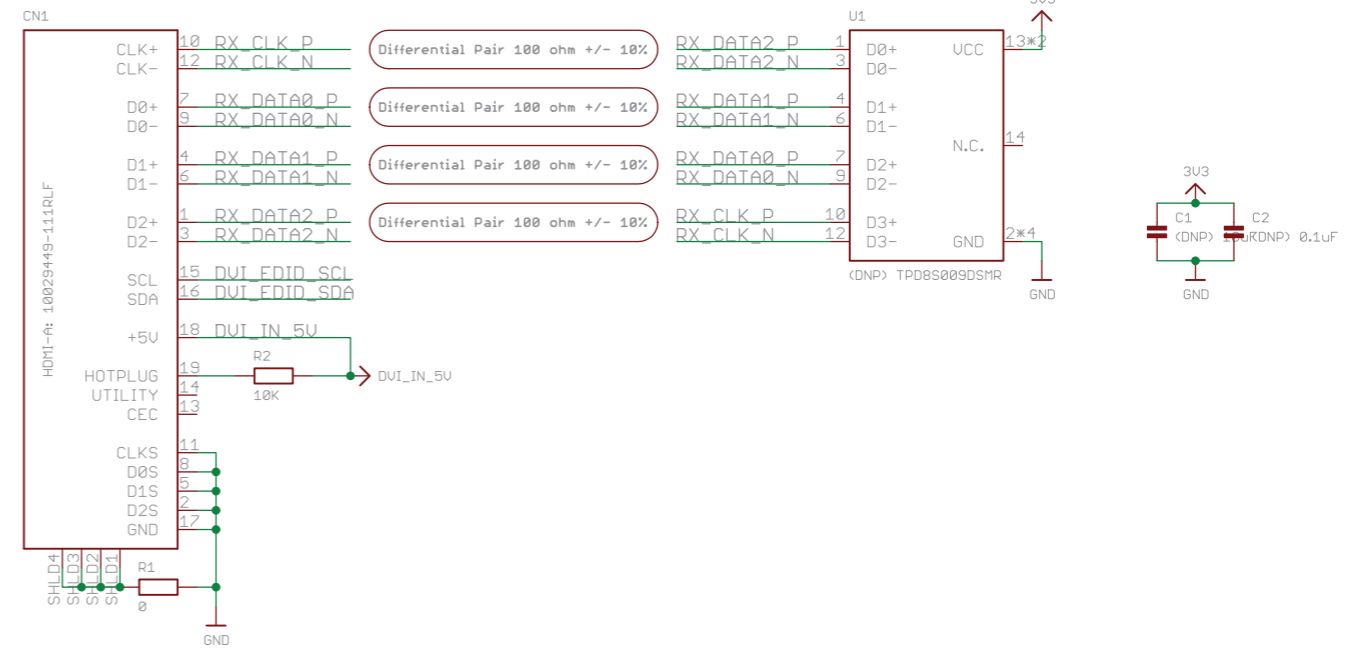 CN1
HDMI-A: 10029449-111RLF
CLK+ 10 RX_CLK_P
CLK- 12 RX_CLK_N
D0+ 7 RX_DATA0_P
D0- 9 RX_DATA0_N
D1+ 4 RX_DATA1_P
D1- 6 RX_DATA1_N
D2+ 1 RX_DATA2_P
D2- 3 RX_DATA2_N
SCL 15 DVI_EDID_SCL
SDA 16 DVI_EDID_SDA
+5V 18 DVI_IN_5V
HOTPLUG 19
R2
10K
DVI_IN_5V
UTILITY 14
CEC 13
CLKS 11
D0S 8
D1S 5
D2S 2
GND 17
SHLD4
SHLD3
SHLD2
SHLD1
R1
0
GND
Differential Pair 100 ohm +/- 10%
Differential Pair 100 ohm +/- 10%
Differential Pair 100 ohm +/- 10%
Differential Pair 100 ohm +/- 10%
U1
3V3
RX_DATA2_P 1 D0+
RX_DATA2_N 3 D0-
RX_DATA1_P 4 D1+
RX_DATA1_N 6 D1-
RX_DATA0_P 7 D2+
RX_DATA0_N 9 D2-
RX_CLK_P 10 D3+
RX_CLK_N 12 D3-
VCC 13*2
N.C. 14
GND 2*4
(DNP) TPD8S009DSMR
GND
3V3
C1 C2
(DNP) (DNP) 0.1uF
GND